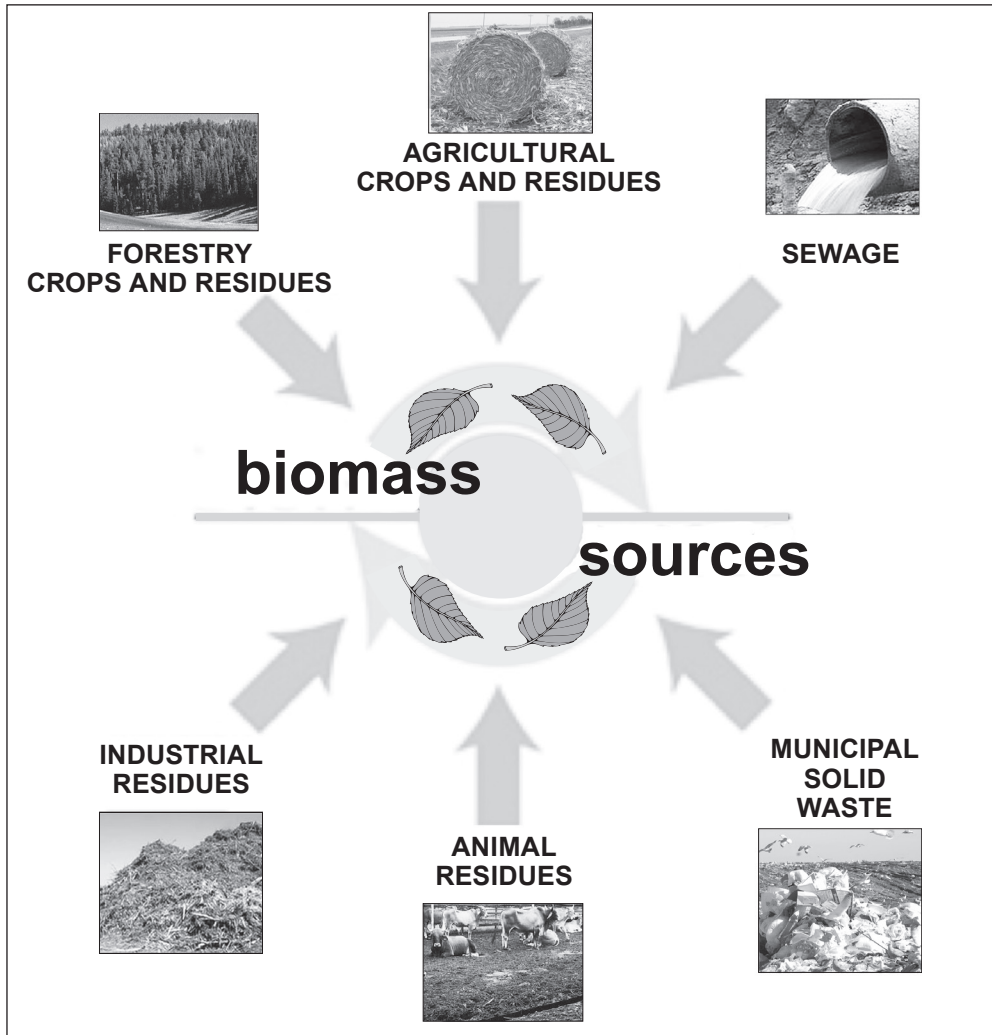 AGRICULTURAL
CROPS AND RESIDUES
FORESTRY
CROPS AND RESIDUES
SEWAGE
biomass
sources
INDUSTRIAL
RESIDUES
ANIMAL
RESIDUES
MUNICIPAL
SOLID
WASTE